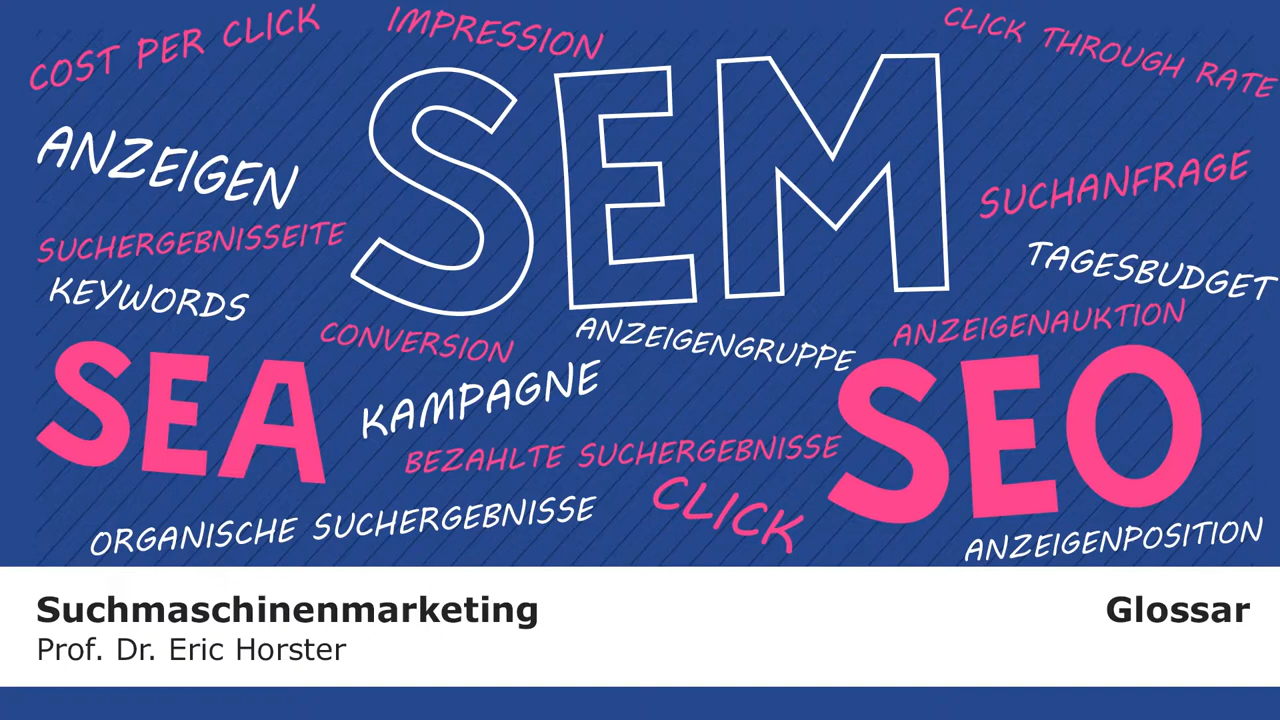 COST PER CLICK
IMPRESSION
CLICK THROUGH RATE
SEM
ANZEIGEN
SUCHANFRAGE
SUCHERGEBNISSEITE
TAGESBUDGET
KEYWORDS
CONVERSION
ANZEIGENGRUPPE
ANZEIGENAUKTION
SEA
KAMPAGNE
SEO
BEZAHLTE SUCHERGEBNISSE
CLICK
ORGANISCHE SUCHERGEBNISSE
ANZEIGENPOSITION
Suchmaschinenmarketing
Glossar
Prof. Dr. Eric Horster